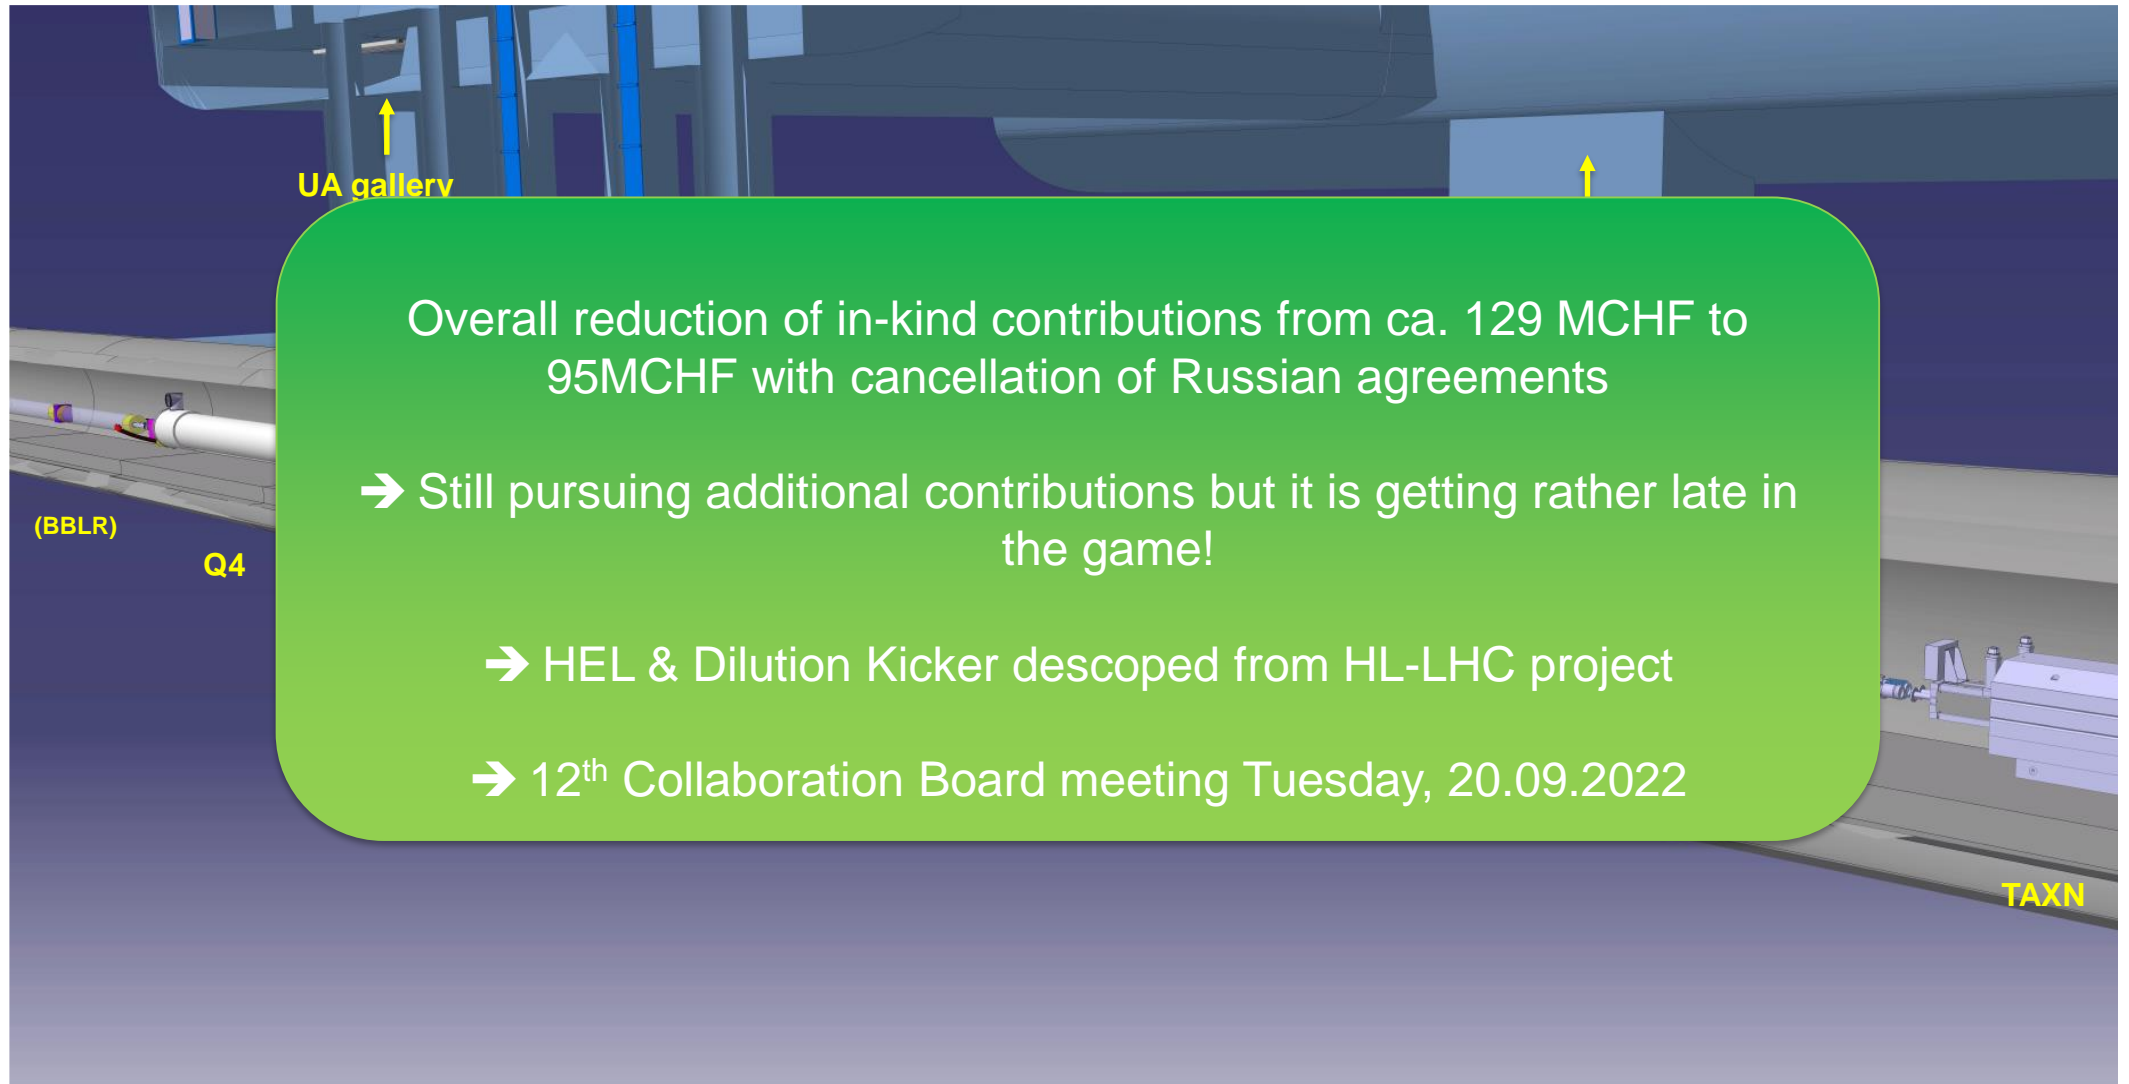 UA gallery
Overall reduction of in-kind contributions from ca. 129 MCHF to
95MCHF with cancellation of Russian agreements
➔ Still pursuing additional contributions but it is getting rather late in
the game!
(BBLR)
Q4
➔ HEL & Dilution Kicker descoped from HL-LHC project
➔ 12th Collaboration Board meeting Tuesday, 20.09.2022
TAXN